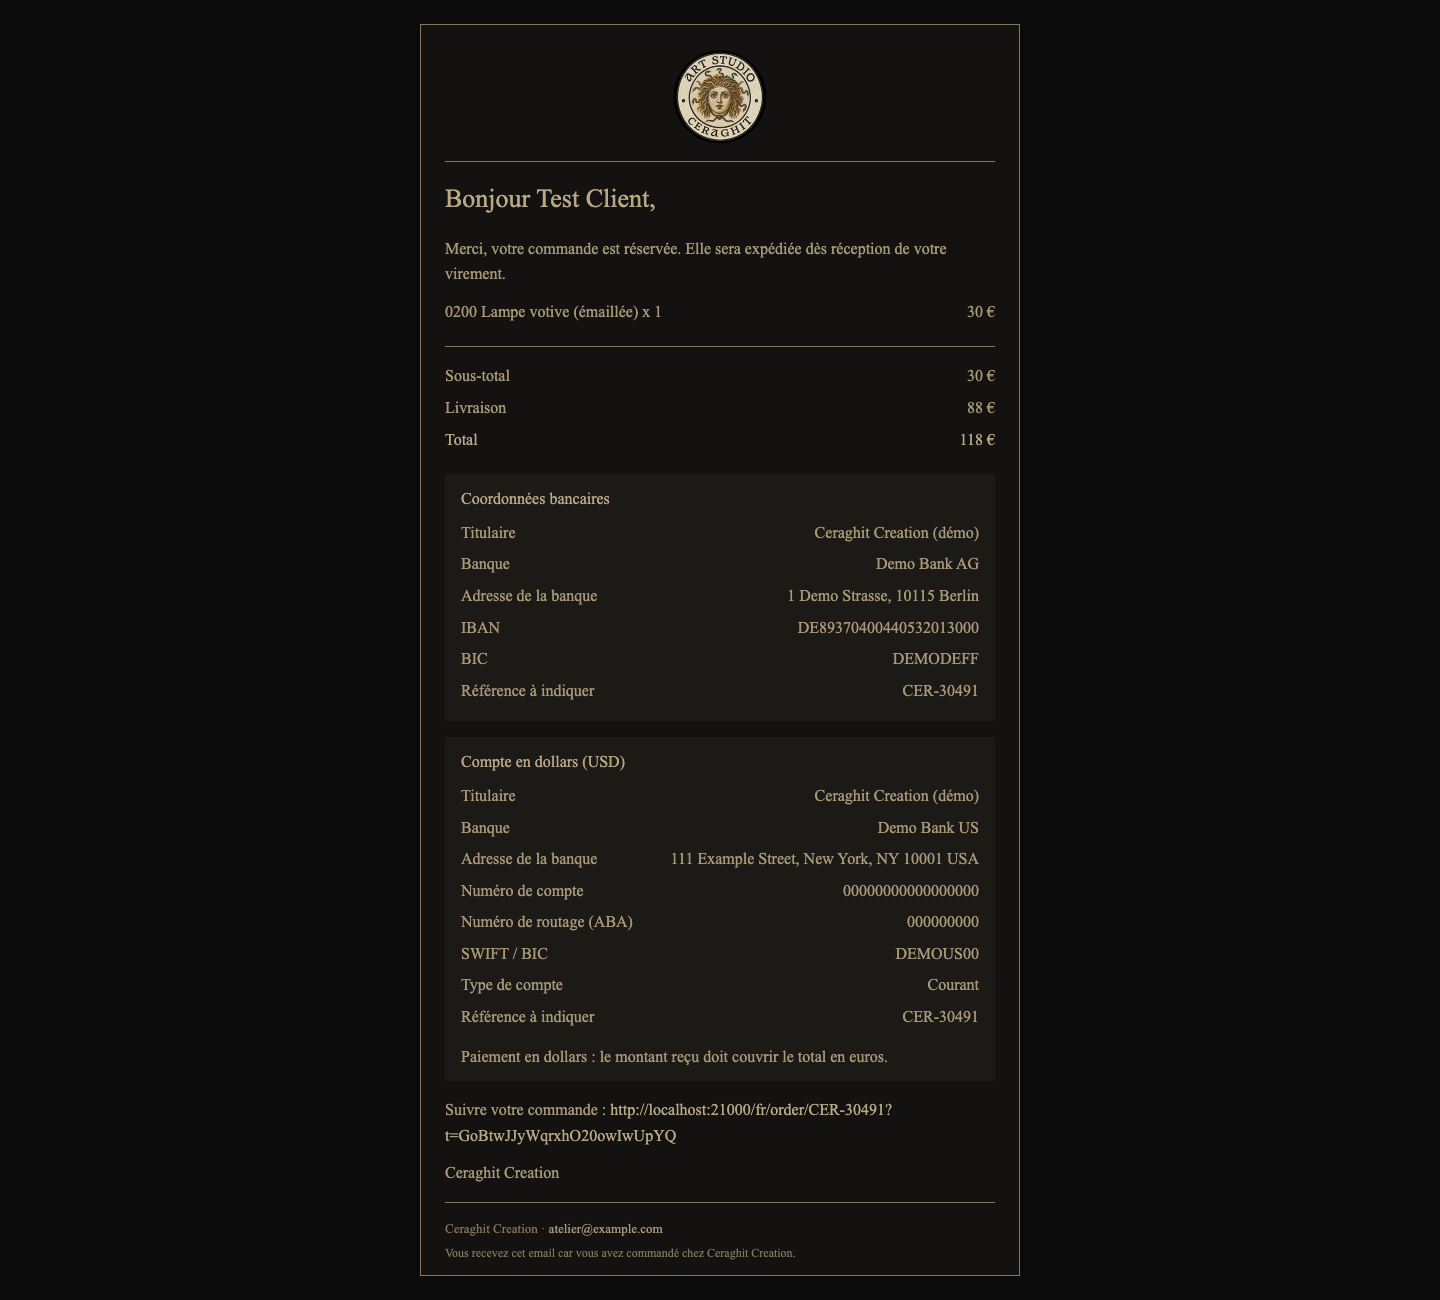 ART STUDIO
CERAGHIT
Bonjour Test Client,
Merci, votre commande est réservée. Elle sera expédiée dès réception de votre
virement.
0200 Lampe votive (émaillée) x 1 30 €
Sous-total 30 €
Livraison 88 €
Total 118 €
Coordonnées bancaires
Titulaire Ceraghit Creation (démo)
Banque Demo Bank AG
Adresse de la banque 1 Demo Strasse, 10115 Berlin
IBAN DE89370400440532013000
BIC DEMODEFF
Référence à indiquer CER-30491
Compte en dollars (USD)
Titulaire Ceraghit Creation (démo)
Banque Demo Bank US
Adresse de la banque 111 Example Street, New York, NY 10001 USA
Numéro de compte 00000000000000000
Numéro de routage (ABA) 000000000
SWIFT / BIC DEMOUS00
Type de compte Courant
Référence à indiquer CER-30491
Paiement en dollars : le montant reçu doit couvrir le total en euros.
Suivre votre commande : http://localhost:21000/fr/order/CER-30491?
t=GoBtwJJyWqrxhO20owIwUpYQ
Ceraghit Creation
Ceraghit Creation · atelier@example.com
Vous recevez cet email car vous avez commandé chez Ceraghit Creation.